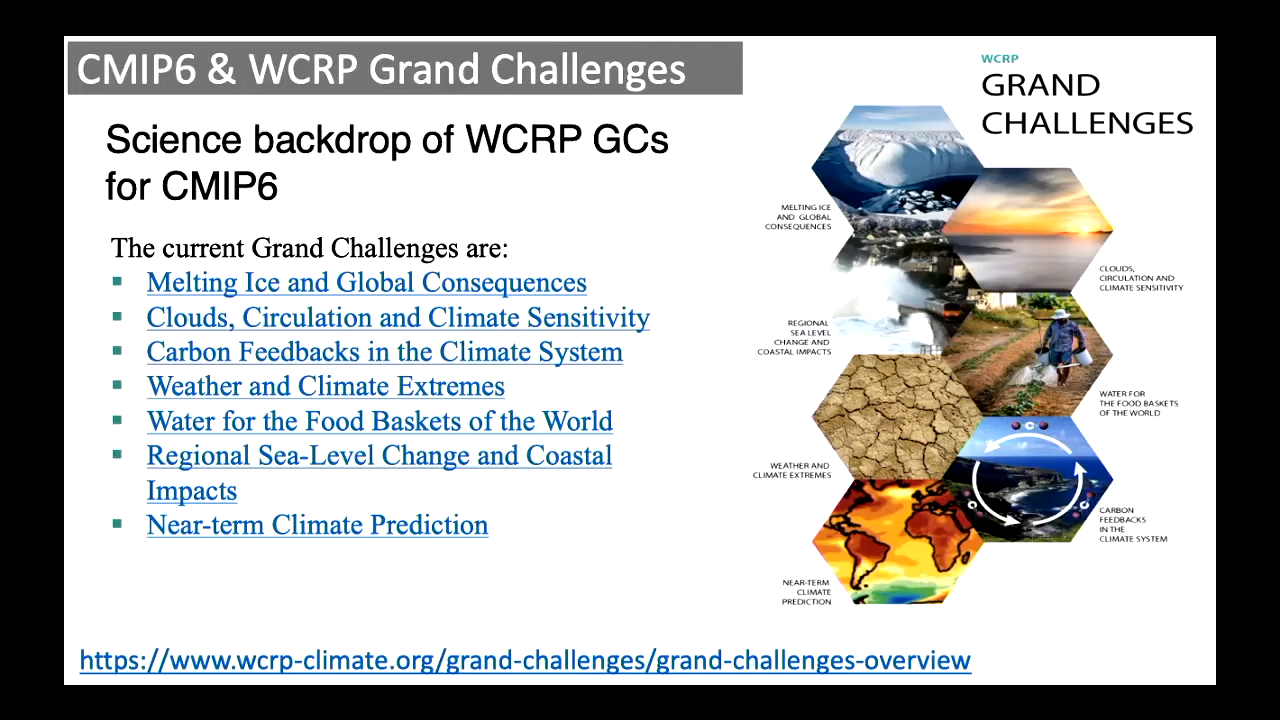 CMIP6 & WCRP Grand Challenges
Science backdrop of WCRP GCs
for CMIP6
The current Grand Challenges are:
▪ Melting Ice and Global Consequences
▪ Clouds, Circulation and Climate Sensitivity
▪ Carbon Feedbacks in the Climate System
▪ Weather and Climate Extremes
▪ Water for the Food Baskets of the World
▪ Regional Sea-Level Change and Coastal
Impacts
▪ Near-term Climate Prediction
https://www.wcrp-climate.org/grand-challenges/grand-challenges-overview
WCRP
GRAND
CHALLENGES
MELTING ICE
AND GLOBAL
CONSEQUENCES
CLOUDS,
CIRCULATION AND
CLIMATE SENSITIVITY
REGIONAL
SEA LEVEL
CHANGE AND
COASTAL IMPACTS
WATER FOR
THE FOOD BASKETS
OF THE WORLD
WEATHER AND
CLIMATE EXTREMES
C
C
C
CARBON
FEEDBACKS
IN THE
CLIMATE SYSTEM
NEAR-TERM
CLIMATE
PREDICTION